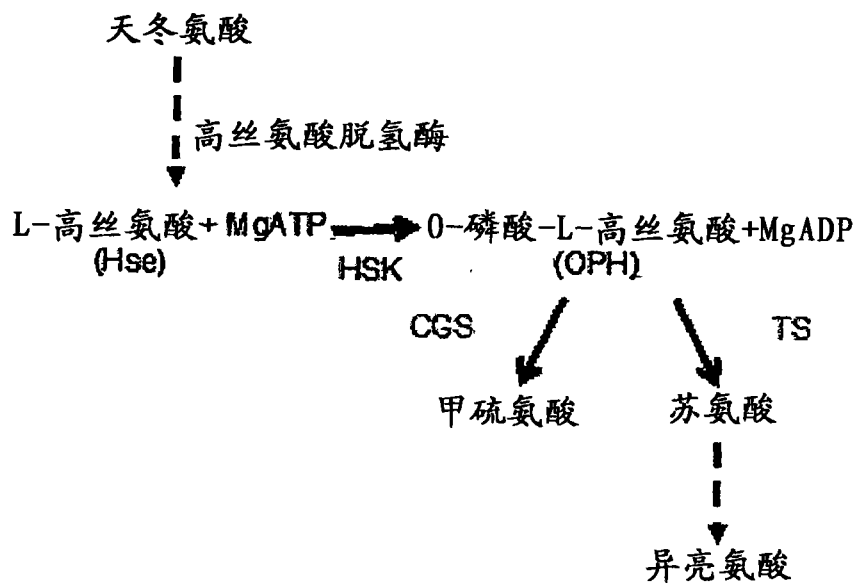 天冬氨酸
高丝氨酸脱氢酶
L-高丝氨酸+MgATP O-磷酸-L-高丝氨酸+MgADP
(Hse) HSK (OPH)
CGS TS
甲硫氨酸 苏氨酸
异亮氨酸